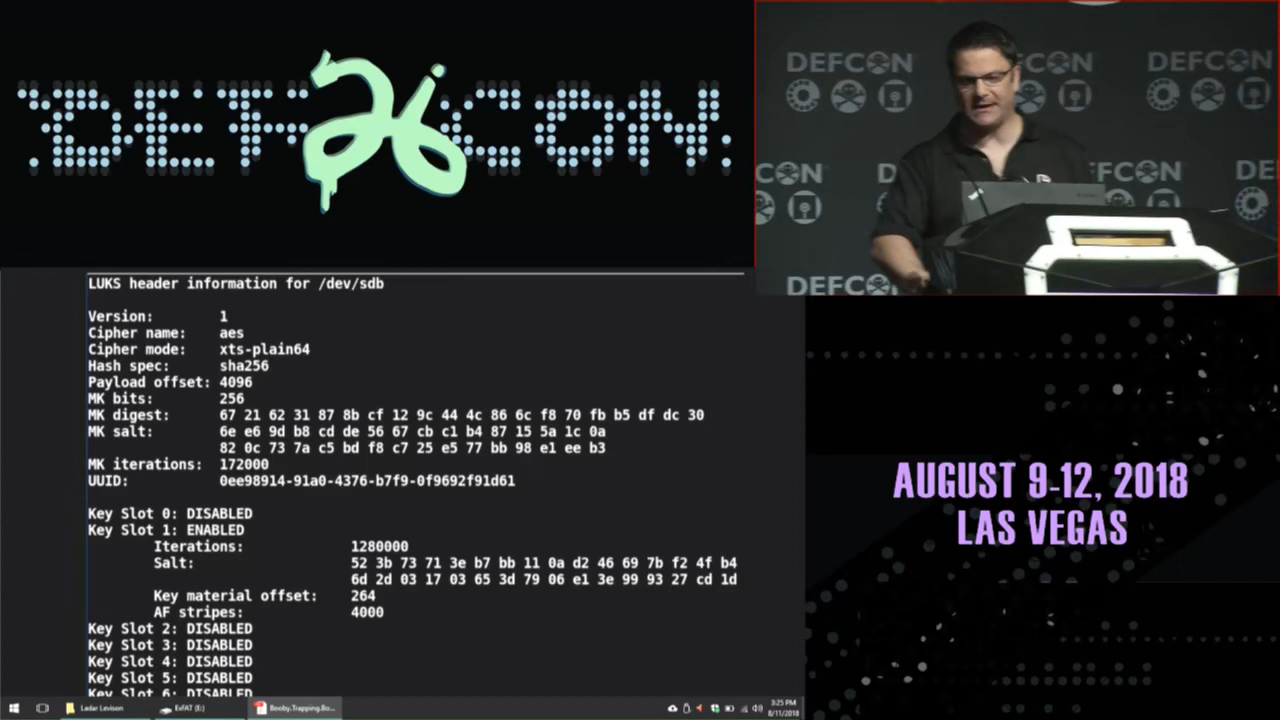 DEF CON
26
DEFCON
DEFCON
DEFCON
DEFCON
LUKS header information for /dev/sdb
Version: 1
Cipher name: aes
Cipher mode: xts-plain64
Hash spec: sha256
Payload offset: 4096
MK bits: 256
MK digest: 67 21 62 31 87 8b cf 12 9c 44 4c 86 6c f8 70 fb b5 df dc 30
MK salt: 6e e6 9d b8 cd de 56 67 cb c1 b4 87 15 5a 1c 0a
82 0c 73 7a c5 bd f8 c7 25 e5 77 bb 98 e1 ee b3
MK iterations: 172000
UUID: 0ee98914-91a0-4376-b7f9-0f9692f91d61
Key Slot 0: DISABLED
Key Slot 1: ENABLED
Iterations: 1280000
Salt: 52 3b 73 71 3e b7 bb 11 0a d2 46 69 7b f2 4f b4
6d 2d 03 17 03 65 3d 79 06 e1 3e 99 93 27 cd 1d
Key material offset: 264
AF stripes: 4000
Key Slot 2: DISABLED
Key Slot 3: DISABLED
Key Slot 4: DISABLED
Key Slot 5: DISABLED
Key Slot 6: DISABLED
AUGUST 9-12, 2018
LAS VEGAS
Ladar Levison
ExFAT (E:)
Booby.Trapping.Bo...
3:25 PM
8/11/2018